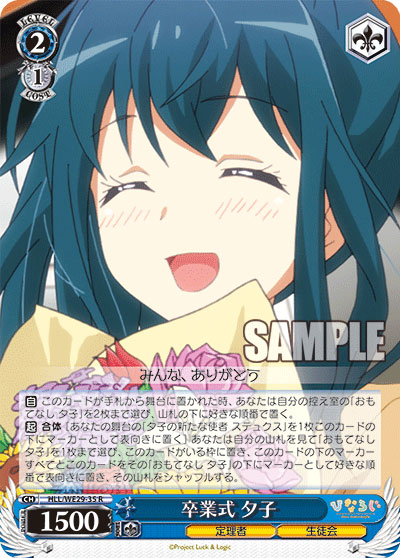 LEVEL
2
1
COST
SAMPLE
みんな、ありがとう
自 このカードが手札から舞台に置かれた時、あなたは自分の控え室の「おも
てなし 夕子」を2枚まで選び、山札の下に好きな順番で置く。
起 合体 [あなたの舞台の「夕子の新たな使者 ステュクス」を1枚このカードの
下にマーカーとして表向きに置く] あなたは自分の山札を見て「おもてなし
夕子」を1枚まで選び、このカードがいる枠に置き、このカードの下のマーカー
すべてとこのカードをその「おもてなし 夕子」の下にマーカーとして好きな順
番で表向きに置く。その山札をシャッフルする。
CH HLL/WE29-35 R
1500
POWER
卒業式 夕子
ひなろじ
定理者
生徒会
©Project Luck & Logic